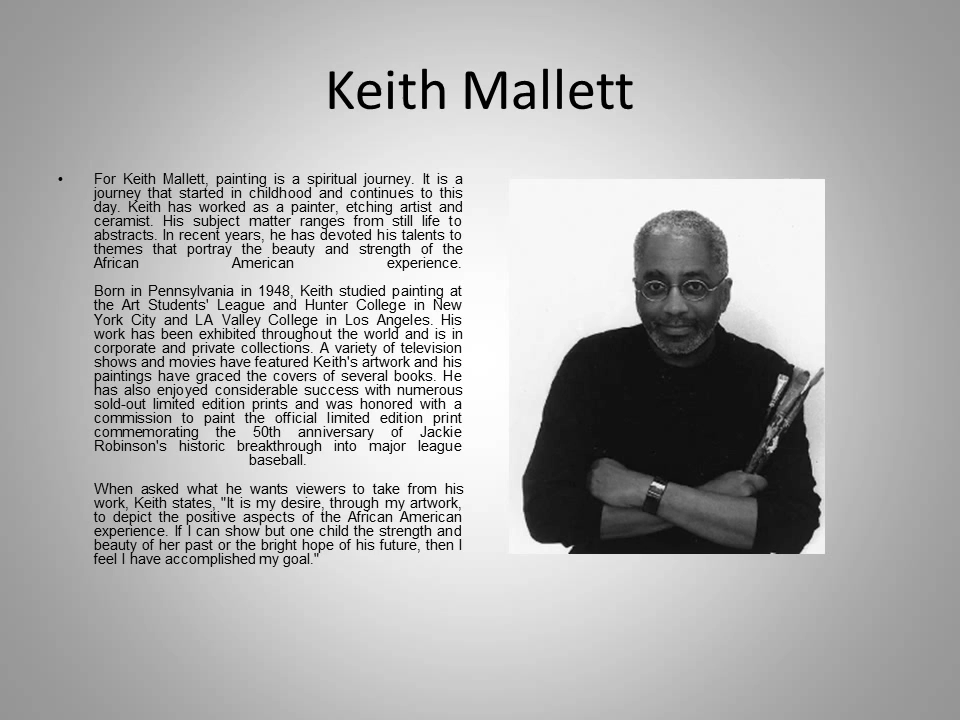 Keith Mallett
• For Keith Mallett, painting is a spiritual journey. It is a
journey that started in childhood and continues to this
day. Keith has worked as a painter, etching artist and
ceramist. His subject matter ranges from still life to
abstracts. In recent years, he has devoted his talents to
themes that portray the beauty and strength of the
African American experience.
Born in Pennsylvania in 1948, Keith studied painting at
the Art Students' League and Hunter College in New
York City and LA Valley College in Los Angeles. His
work has been exhibited throughout the world and is in
corporate and private collections. A variety of television
shows and movies have featured Keith's artwork and his
paintings have graced the covers of several books. He
has also enjoyed considerable success with numerous
sold-out limited edition prints and was honored with a
commission to paint the official limited edition print
commemorating the 50th anniversary of Jackie
Robinson's historic breakthrough into major league
baseball.
When asked what he wants viewers to take from his
work, Keith states, "It is my desire, through my artwork,
to depict the positive aspects of the African American
experience. If I can show but one child the strength and
beauty of her past or the bright hope of his future, then I
feel I have accomplished my goal."